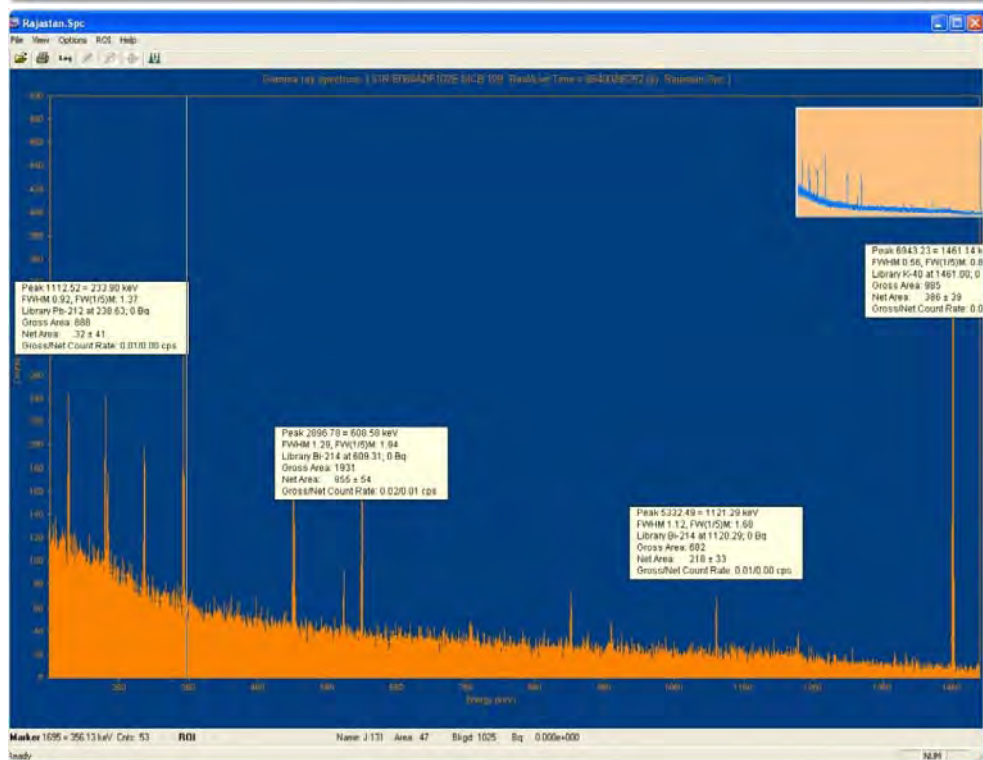 Rajastan.Spc
File View Options ROI Help
Log
Gamma ray spectrum
Peak 1112.52 = 233.90 keV
FWHM 0.92, FW(1/5)M: 1.37
Library Pb-212 at 238.63; 0 Bq
Gross Area: 888
Net Area: 32 ± 41
Gross/Net Count Rate: 0.01/0.00 cps
Peak 2896.78 = 608.58 keV
FWHM 1.29, FW(1/5)M: 1.94
Library Bi-214 at 609.31; 0 Bq
Gross Area: 1931
Net Area: 855 ± 54
Gross/Net Count Rate: 0.02/0.01 cps
Peak 5332.49 = 1121.29 keV
FWHM 1.12, FW(1/5)M: 1.68
Library Bi-214 at 1120.29; 0 Bq
Gross Area: 682
Net Area: 218 ± 33
Gross/Net Count Rate: 0.01/0.00 cps
Peak 6943.23 = 1461.14 k
FWHM 0.56, FW(1/5)M: 0.8
Library K-40 at 1461.00; 0
Gross Area: 985
Net Area: 386 ± 39
Gross/Net Count Rate: 0.0
Energy (keV)
Marker 1695 = 356.13 keV Cnts: 53 ROI Name: J-131 Area: 47 Bkgd: 1025 Bq: 0.000e+000
Ready NUM